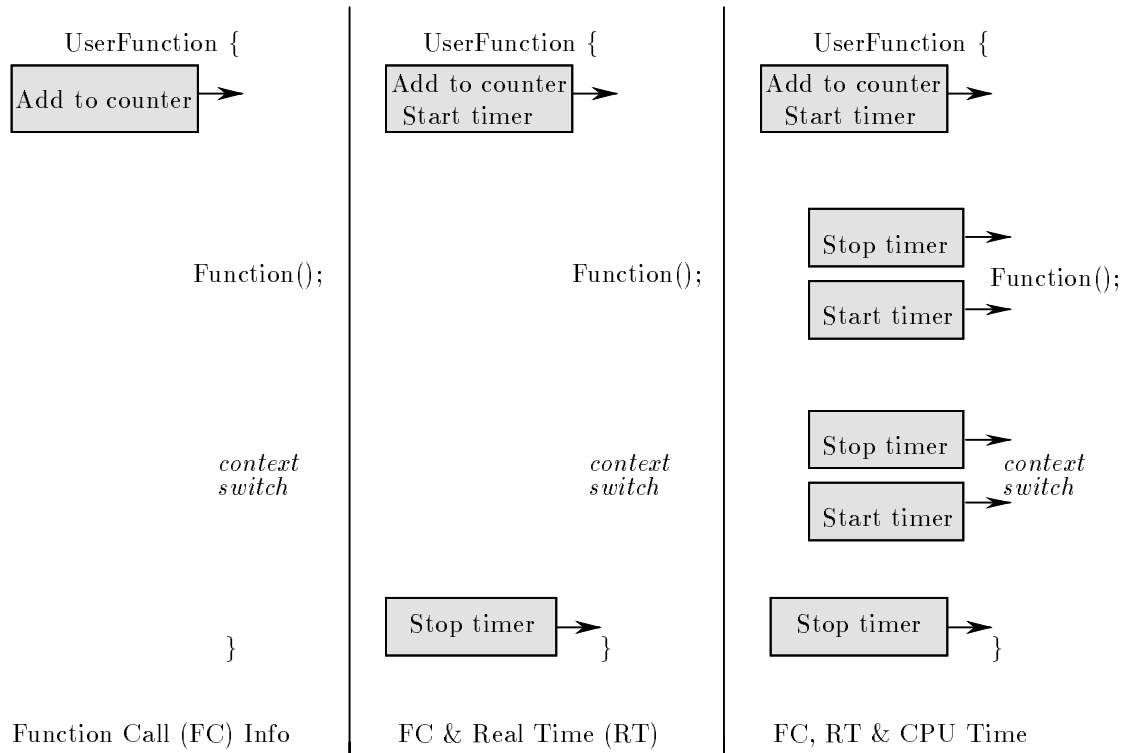 UserFunction {
Add to counter
Function();
context
switch
}
Function Call (FC) Info
UserFunction {
Add to counter
Start timer
Function();
context
switch
Stop timer
}
FC & Real Time (RT)
UserFunction {
Add to counter
Start timer
Stop timer
Function();
Start timer
Stop timer
context
switch
Start timer
Stop timer
}
FC, RT & CPU Time